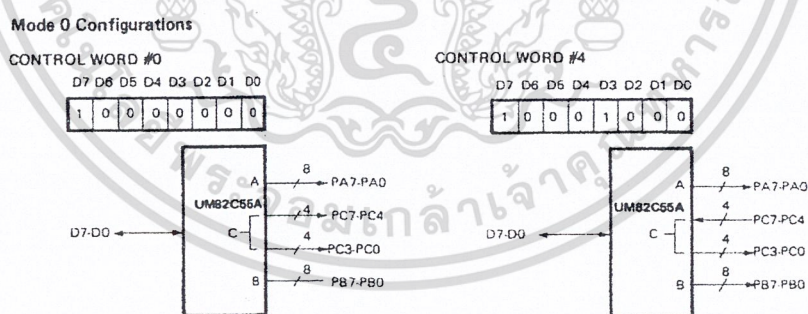 Mode 0 Configurations
CONTROL WORD #0
D7 D6 D5 D4 D3 D2 D1 D0
1 0 0 0 0 0 0 0
A 8 PA7-PA0
UM82C55A
4 PC7-PC4
D7-D0 C
4 PC3-PC0
B 8 PB7-PB0
CONTROL WORD #4
D7 D6 D5 D4 D3 D2 D1 D0
1 0 0 0 1 0 0 0
A 8 PA7-PA0
UM82C55A
4 PC7-PC4
D7-D0 C
4 PC3-PC0
B 8 PB7-PB0